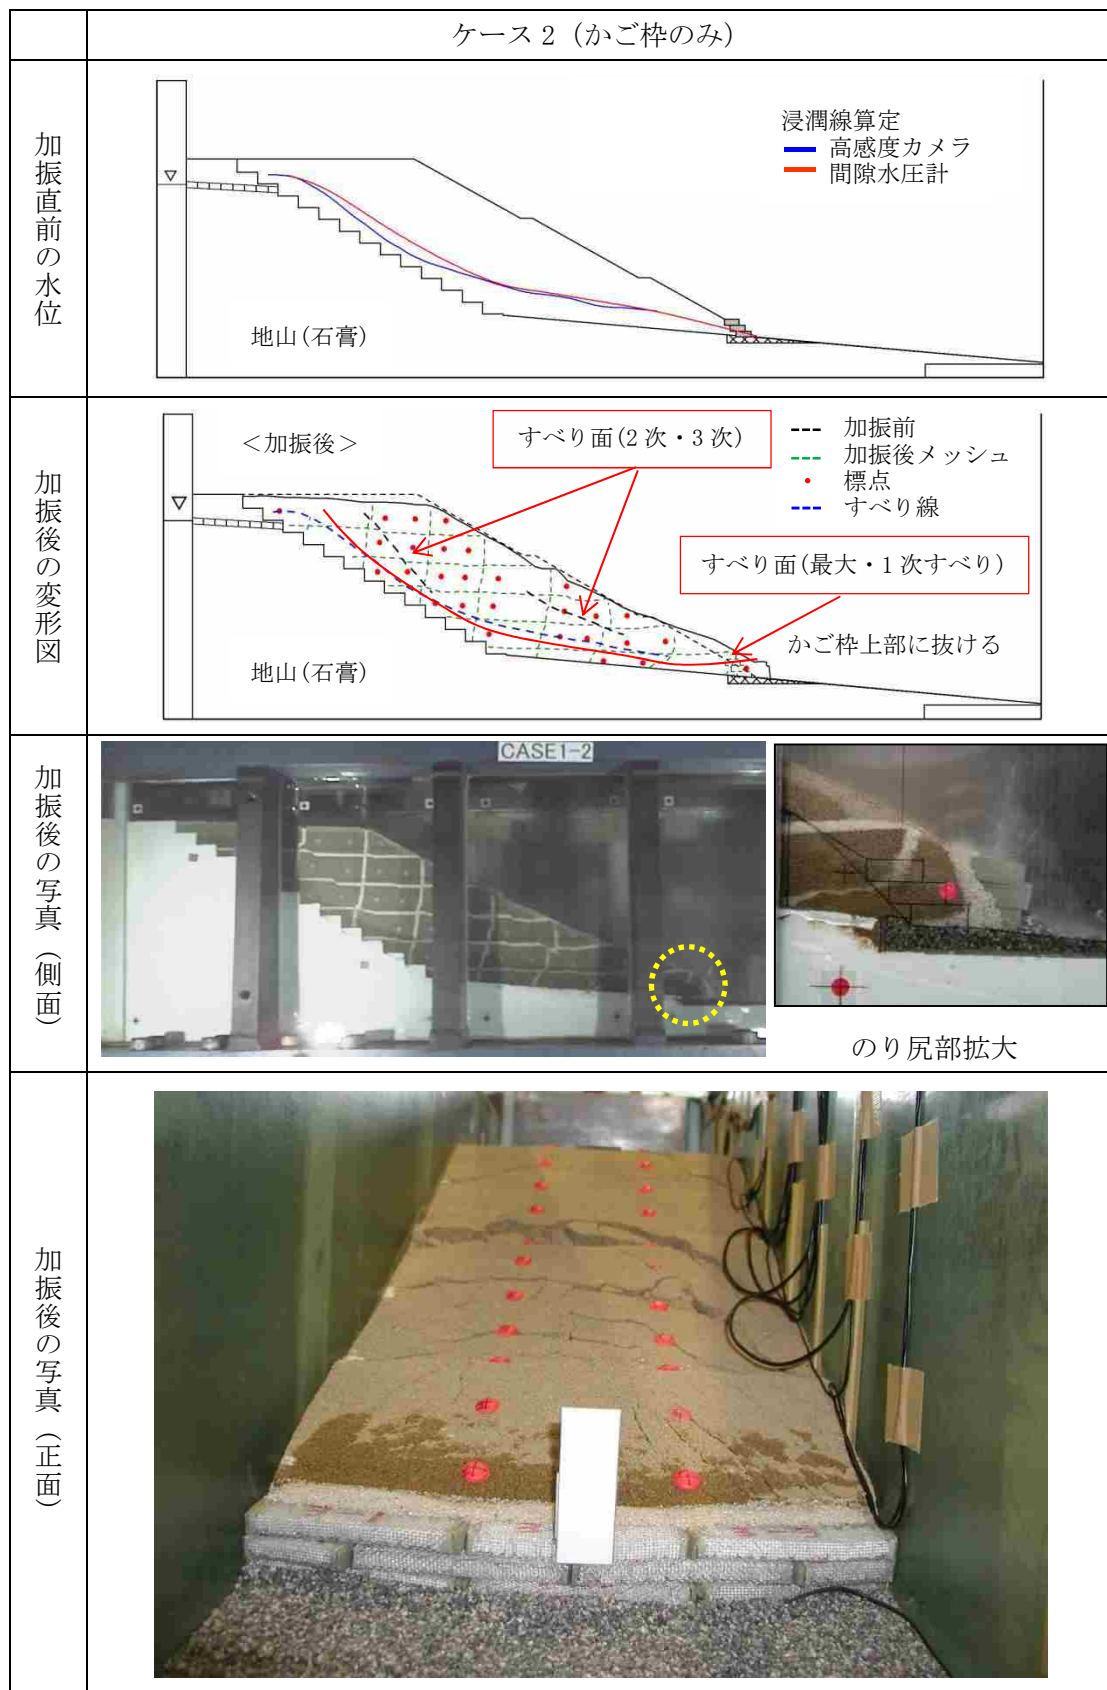 ケース 2（かご枠のみ）
加振直前の水位
浸潤線算定
高感度カメラ
間隙水圧計
地山(石膏)
加振後の変形図
＜加振後＞
すべり面(2 次・3 次)
加振前
加振後メッシュ
標点
すべり線
すべり面(最大・1 次すべり)
かご枠上部に抜ける
地山(石膏)
加振後の写真（側面）
CASE1-2
のり尻部拡大
加振後の写真（正面）